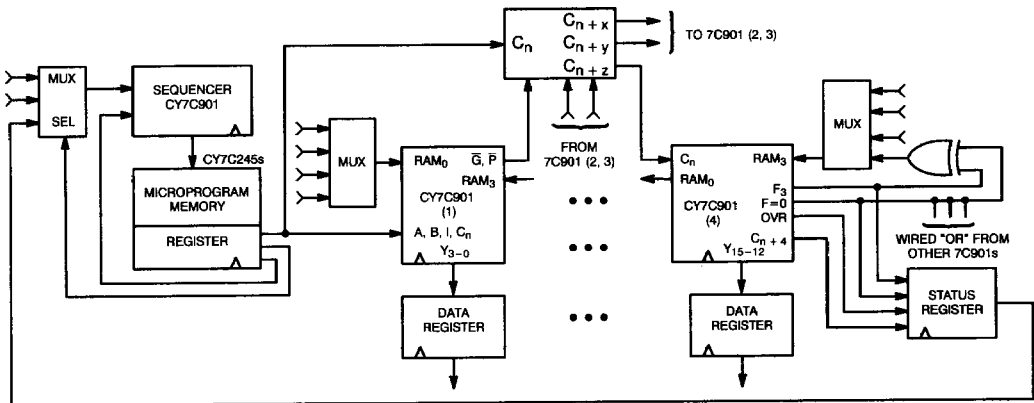 C_n
C_n + x
C_n + y
C_n + z
TO 7C901 (2, 3)
MUX
SEL
SEQUENCER
CY7C901
CY7C245s
MICROPROGRAM
MEMORY
REGISTER
MUX
RAM_0
G̅, P̅
RAM_3
CY7C901
(1)
A, B, I, C_n
Y_3–0
DATA
REGISTER
FROM
7C901 (2, 3)
C_n
RAM_3
RAM_0
F_3
F=0
CY7C901
(4)
OVR
C_n + 4
Y_15–12
DATA
REGISTER
MUX
WIRED "OR" FROM
OTHER 7C901s
STATUS
REGISTER